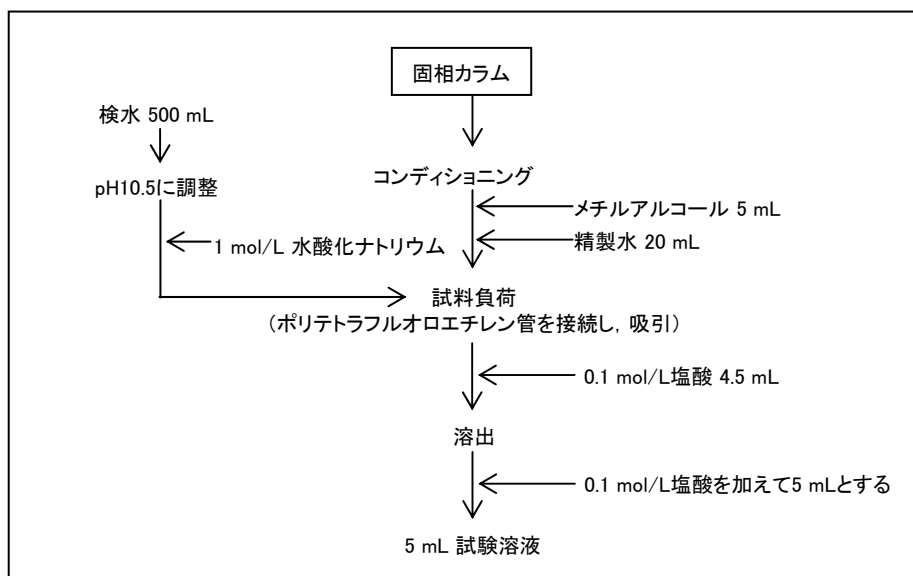 固相カラム
検水 500 mL
pH10.5に調整
1 mol/L 水酸化ナトリウム
コンディショニング
メチルアルコール 5 mL
精製水 20 mL
試料負荷
（ポリテトラフルオロエチレン管を接続し，吸引）
0.1 mol/L塩酸 4.5 mL
溶出
0.1 mol/L塩酸を加えて5 mLとする
5 mL 試験溶液